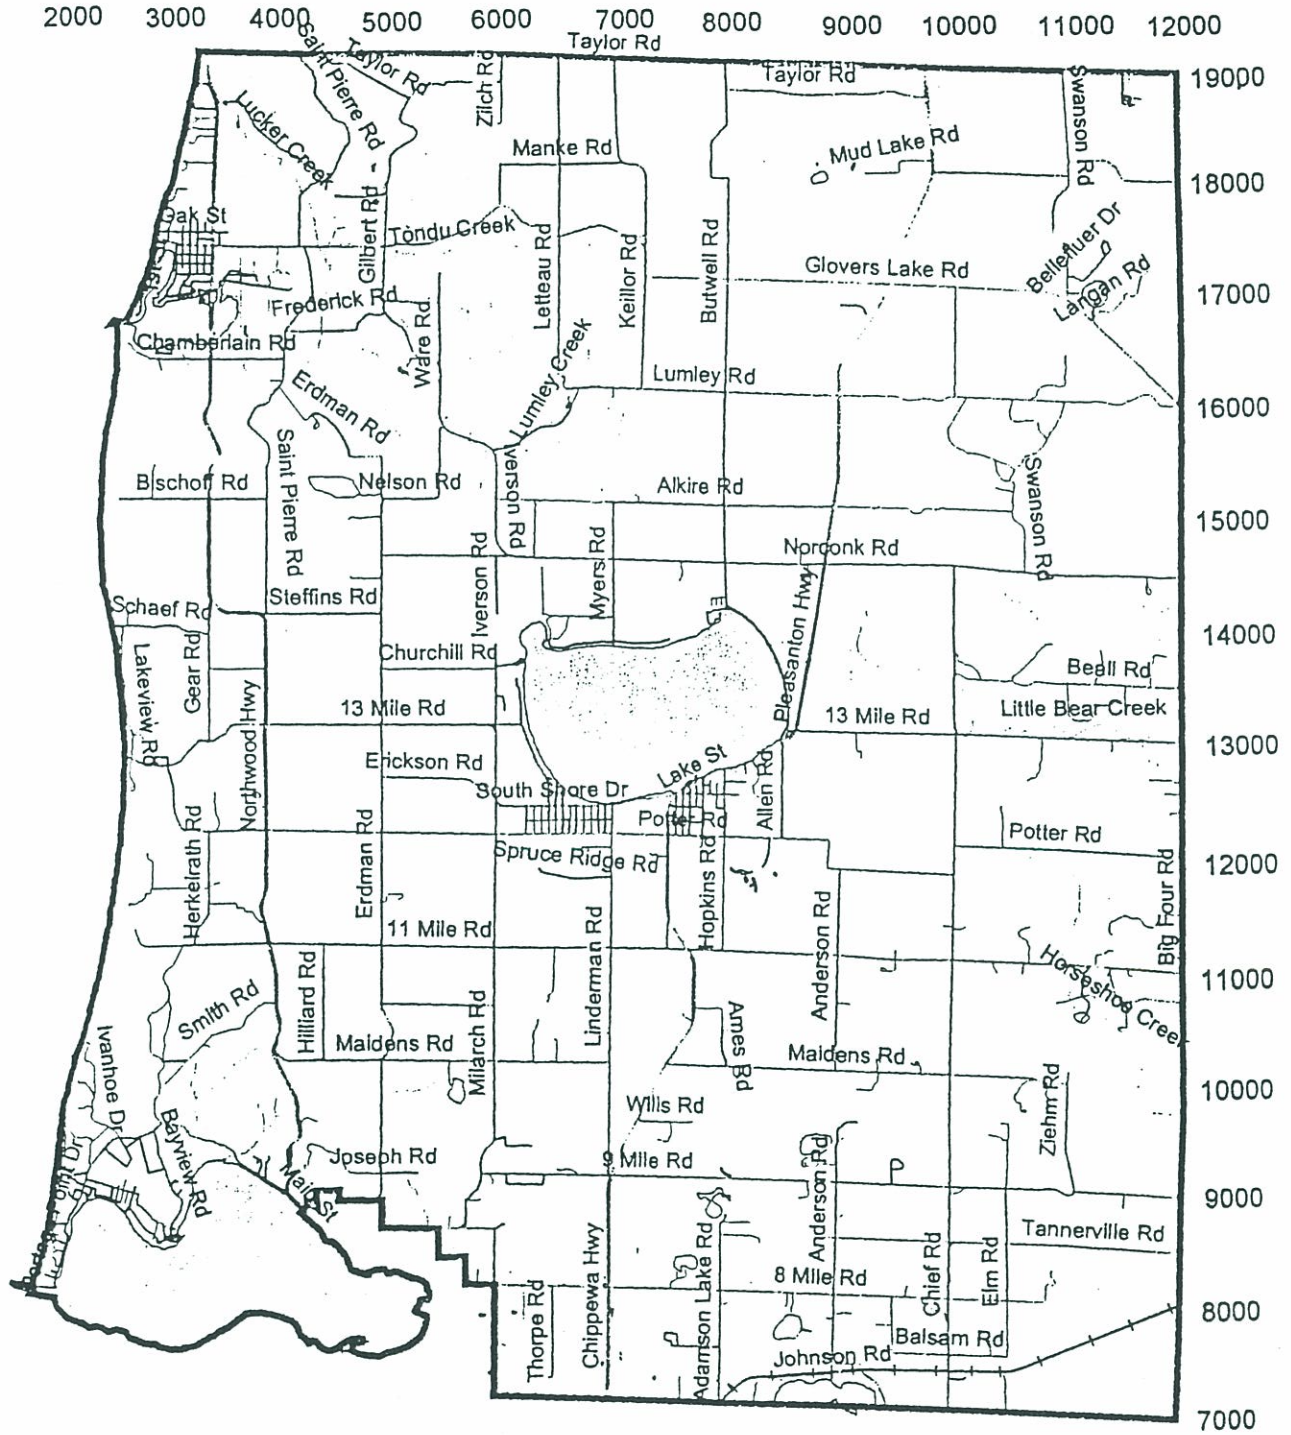 2000 3000 4000 5000 6000 7000 8000 9000 10000 11000 12000
Taylor Rd
Saint Pierre Rd
Taylor Rd
Zilch Rd
Taylor Rd
Swanson Rd
19000
Lucker Creek
Manke Rd
Mud Lake Rd
18000
Oak St
Gilbert Rd
Tondu Creek
Letteau Rd
Keillor Rd
Butwell Rd
Glovers Lake Rd
Bellefluer Dr
Langan Rd
17000
Frederick Rd
Chamberlain Rd
Ware Rd
Lumley Creek
Lumley Rd
16000
Erdman Rd
Saint Pierre Rd
Bischoff Rd
Nelson Rd
Iverson Rd
Alkire Rd
Swanson Rd
15000
Norconk Rd
Iverson Rd
Myers Rd
Schaef Rd
Steffins Rd
Pleasanton Hwy
14000
Lakeview Rd
Gear Rd
Churchill Rd
Beall Rd
Northwood Hwy
13 Mile Rd
13 Mile Rd
Little Bear Creek
13000
Erickson Rd
Lake St
South Shore Dr
Allen Rd
Herkelrath Rd
Erdman Rd
Potter Rd
Potter Rd
12000
Spruce Ridge Rd
Hopkins Rd
Big Four Rd
11 Mile Rd
Linderman Rd
Anderson Rd
Horseshoe Creek
11000
Smith Rd
Hilliard Rd
Milarch Rd
Ames Rd
Ivanhoe Dr
Maidens Rd
Maidens Rd
10000
Wills Rd
Ziehm Rd
Bayview Rd
Joseph Rd
9 Mile Rd
Anderson Rd
Point Dr
Main St
9000
Tannerville Rd
Chippewa Hwy
Adamson Lake Rd
8 Mile Rd
Chief Rd
Elm Rd
8000
Thorpe Rd
Balsam Rd
Johnson Rd
7000